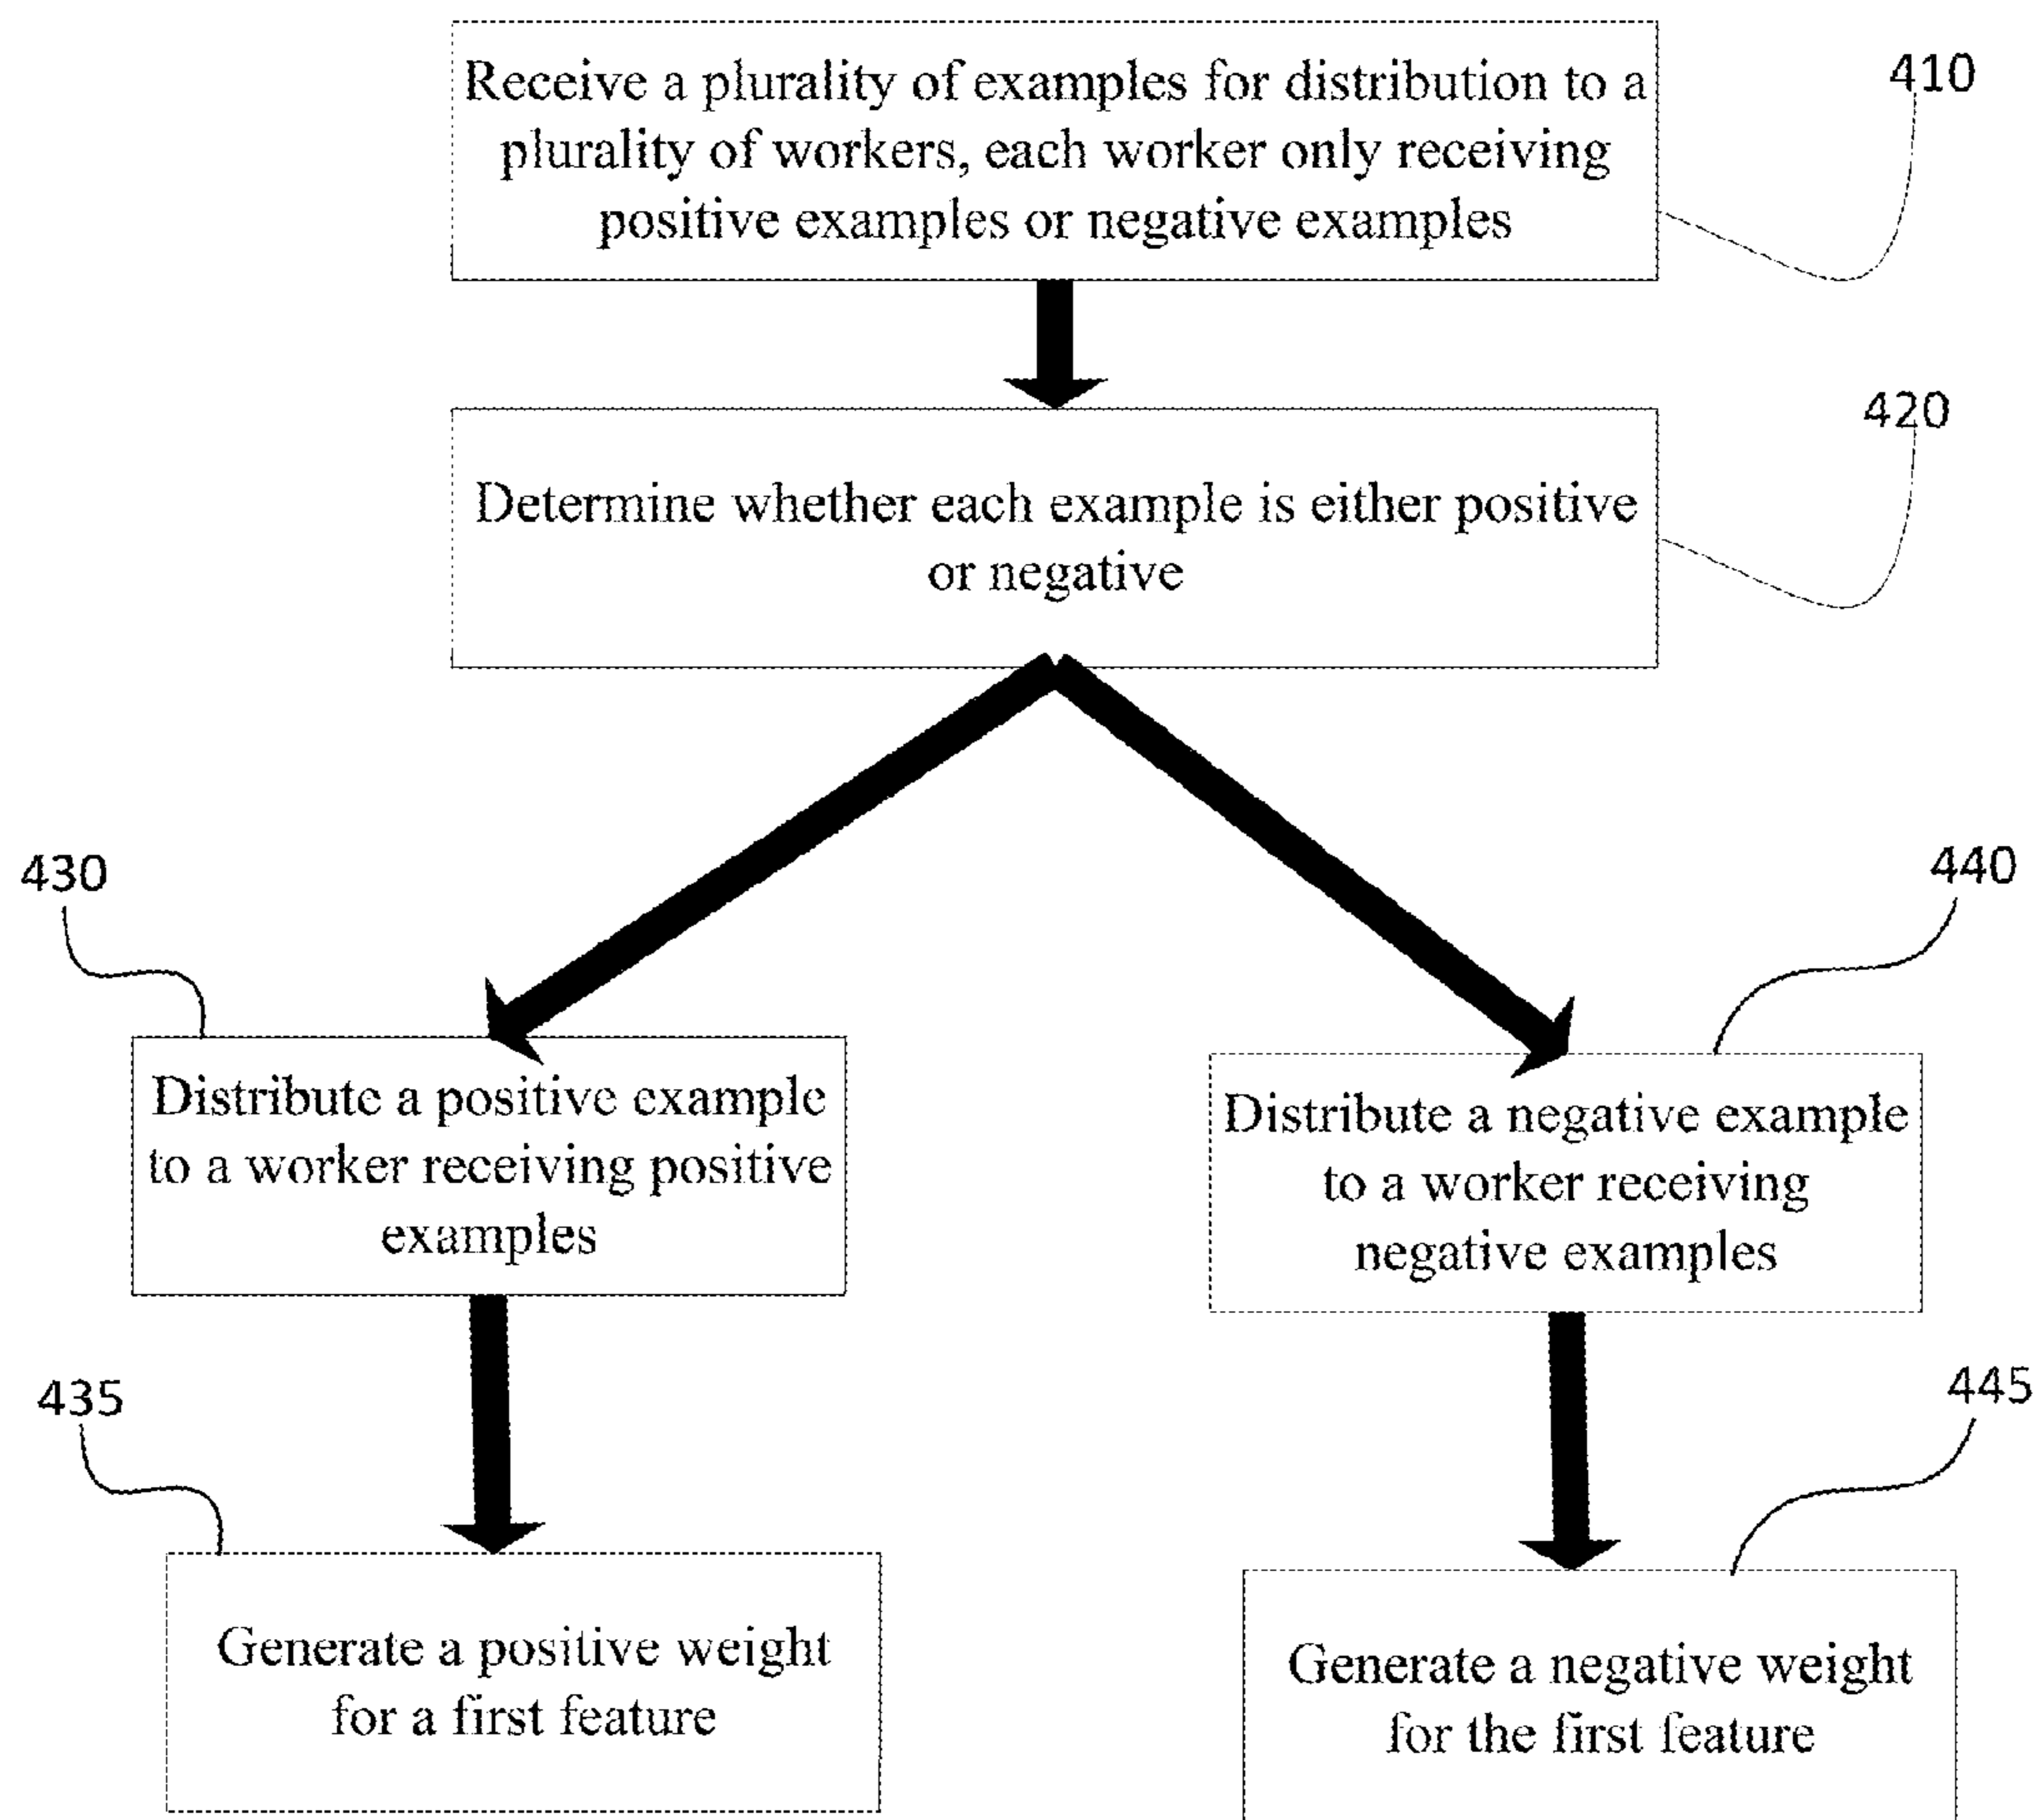 Receive a plurality of examples for distribution to a
plurality of workers, each worker only receiving
positive examples or negative examples
410
Determine whether each example is either positive
or negative
420
430
Distribute a positive example
to a worker receiving positive
examples
440
Distribute a negative example
to a worker receiving
negative examples
435
Generate a positive weight
for a first feature
445
Generate a negative weight
for the first feature